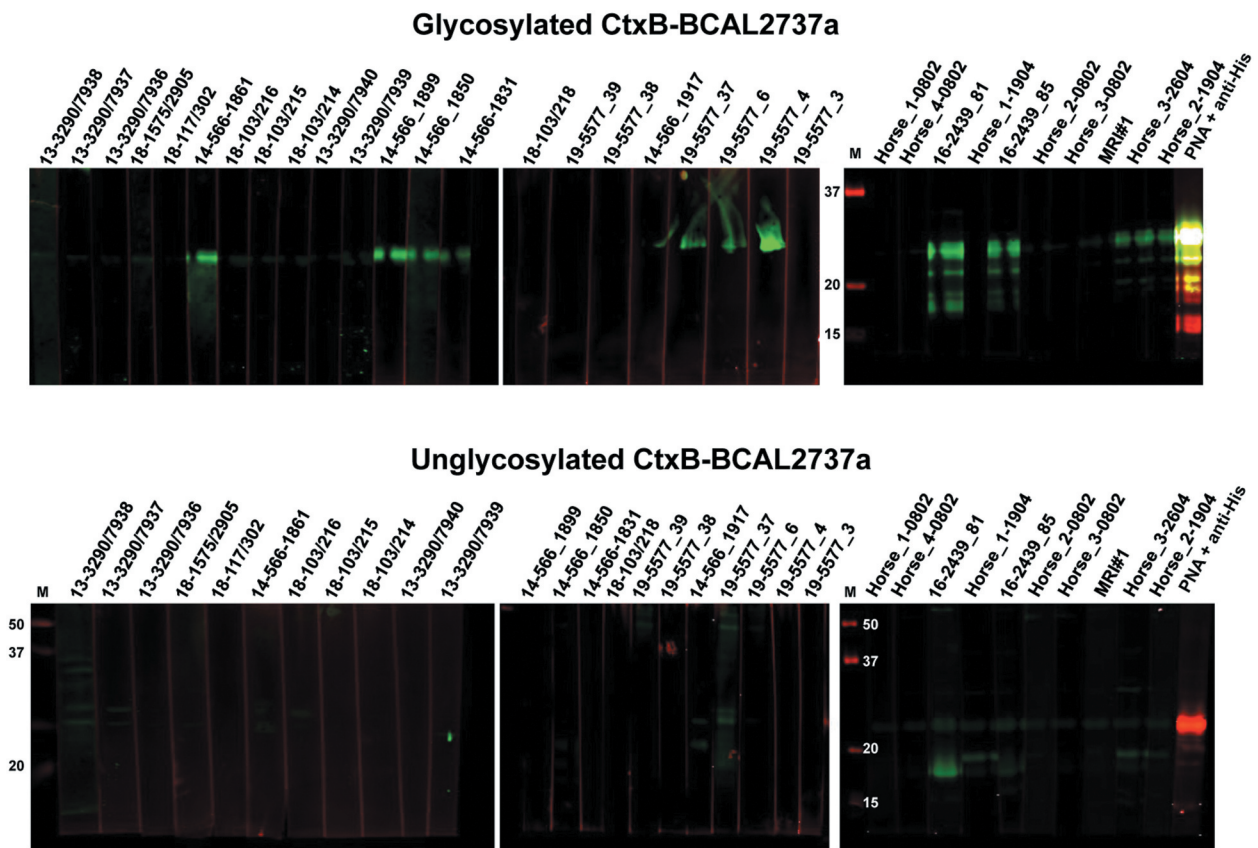 Glycosylated CtxB-BCAL2737a
13-3290/7938
13-3290/7937
13-3290/7936
18-1575/2905
18-117/302
14-566-1861
18-103/216
18-103/215
18-103/214
13-3290/7940
13-3290/7939
14-566_1899
14-566_1850
14-566-1831
18-103/218
19-5577_39
19-5577_38
14-566_1917
19-5577_37
19-5577_6
19-5577_4
19-5577_3
M
Horse_1-0802
Horse_4-0802
16-2439_81
Horse_1-1904
16-2439_85
Horse_2-0802
Horse_3-0802
MRI#1
Horse_3-2604
Horse_2-1904
PNA + anti-His
37
20
15
Unglycosylated CtxB-BCAL2737a
M
13-3290/7938
13-3290/7937
13-3290/7936
18-1575/2905
18-117/302
14-566-1861
18-103/216
18-103/215
18-103/214
13-3290/7940
13-3290/7939
14-566_1899
14-566_1850
14-566-1831
18-103/218
19-5577_39
19-5577_38
14-566_1917
19-5577_37
19-5577_6
19-5577_4
19-5577_3
M
Horse_1-0802
Horse_4-0802
16-2439_81
Horse_1-1904
16-2439_85
Horse_2-0802
Horse_3-0802
MRI#1
Horse_3-2604
Horse_2-1904
PNA + anti-His
50
37
20
50
37
20
15